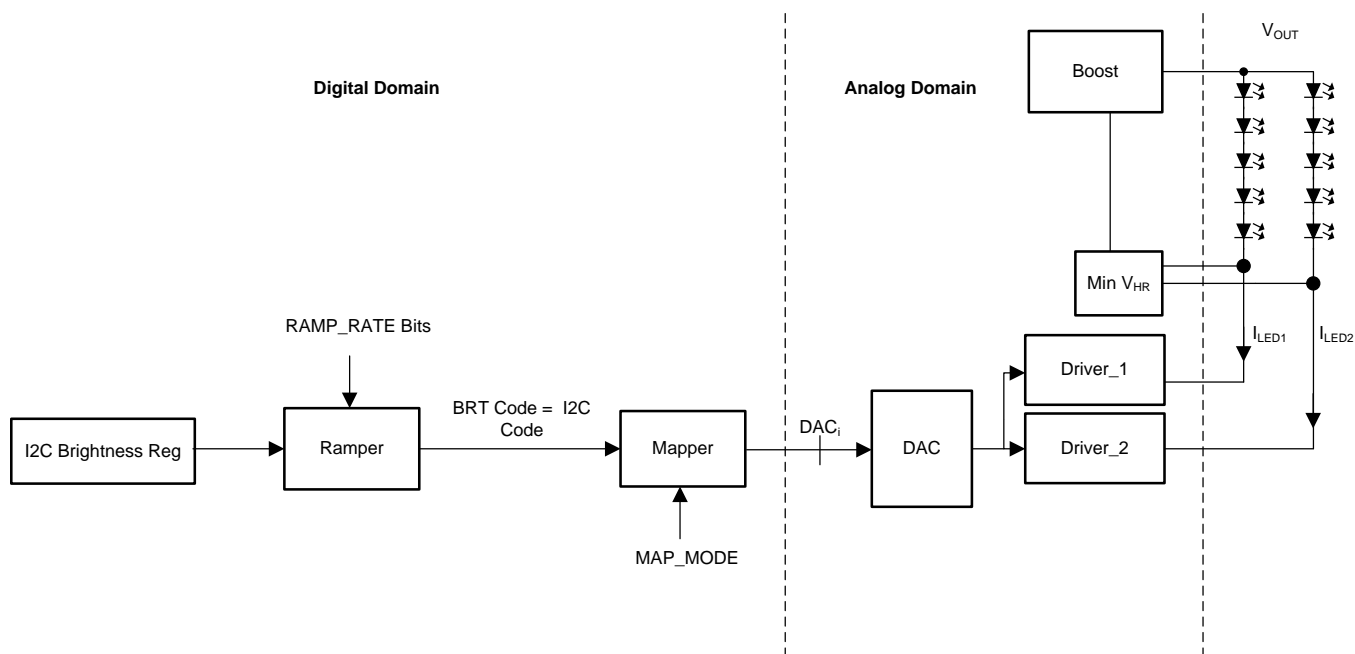 V_OUT
Boost
Digital Domain
Analog Domain
Min V_HR
RAMP_RATE Bits
I_LED1
I_LED2
Driver_1
BRT Code = I2C
Code
DAC_i
I2C Brightness Reg
Ramper
Mapper
DAC
Driver_2
MAP_MODE